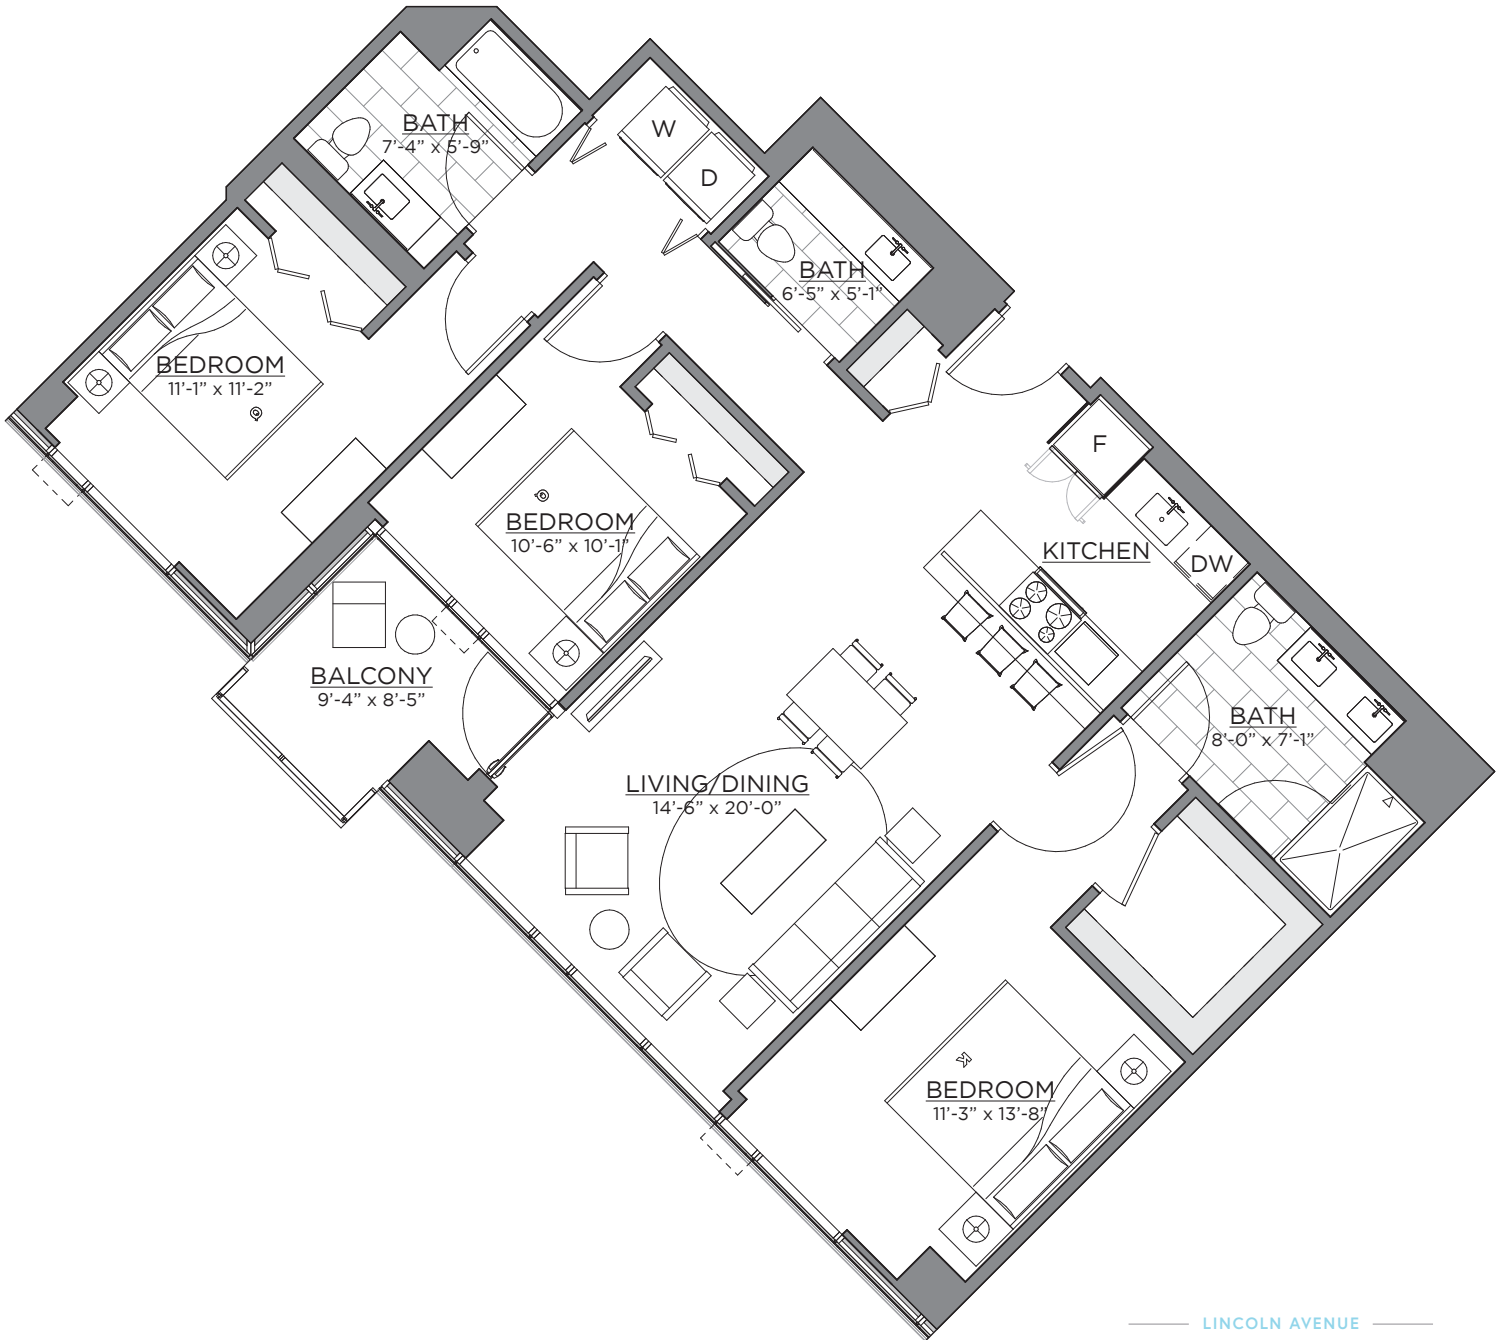 BATH
7'-4" x 5'-9"
W
D
BATH
6'-5" x 5'-1"
BEDROOM
11'-1" x 11'-2"
F
BEDROOM
10'-6" x 10'-1"
KITCHEN
DW
BALCONY
9'-4" x 8'-5"
BATH
8'-0" x 7'-1"
LIVING/DINING
14'-6" x 20'-0"
BEDROOM
11'-3" x 13'-8"
LINCOLN AVENUE